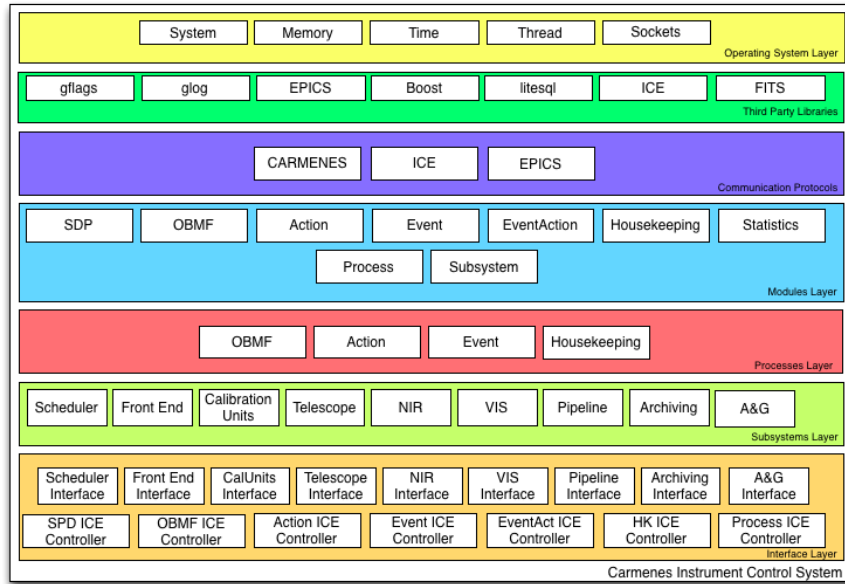 System
Memory
Time
Thread
Sockets
Operating System Layer
gflags
glog
EPICS
Boost
litesql
ICE
FITS
Third Party Libraries
CARMENES
ICE
EPICS
Communication Protocols
SDP
OBMF
Action
Event
EventAction
Housekeeping
Statistics
Process
Subsystem
Modules Layer
OBMF
Action
Event
Housekeeping
Processes Layer
Scheduler
Front End
Calibration
Units
Telescope
NIR
VIS
Pipeline
Archiving
A&G
Subsystems Layer
Scheduler
Interface
Front End
Interface
CalUnits
Interface
Telescope
Interface
NIR
Interface
VIS
Interface
Pipeline
Interface
Archiving
Interface
A&G
Interface
SPD ICE
Controller
OBMF ICE
Controller
Action ICE
Controller
Event ICE
Controller
EventAct ICE
Controller
HK ICE
Controller
Process ICE
Controller
Interface Layer
Carmenes Instrument Control System